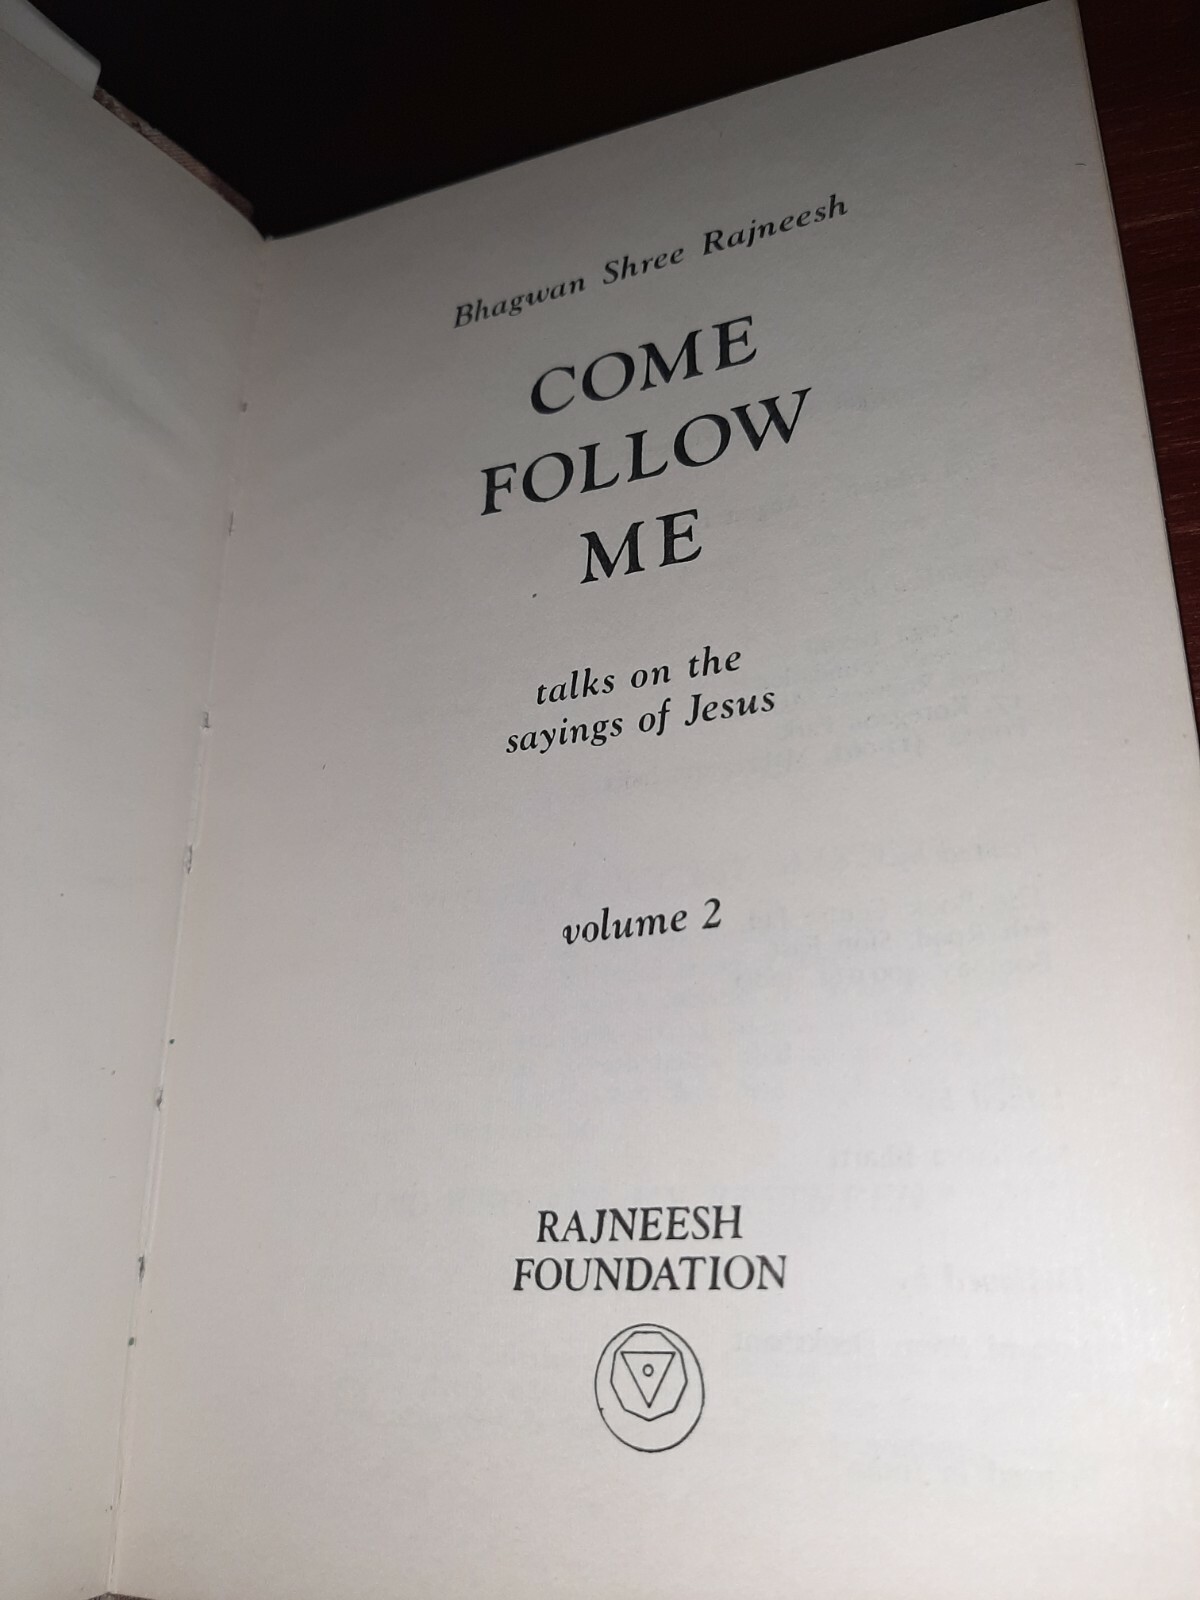 Bhagwan Shree Rajneesh
COME
FOLLOW
ME
talks on the
sayings of Jesus
volume 2
RAJNEESH
FOUNDATION